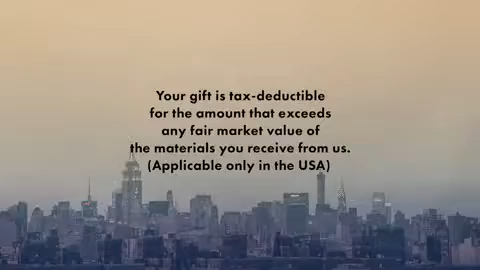 Your gift is tax-deductible
for the amount that exceeds
any fair market value of
the materials you receive from us.
(Applicable only in the USA)